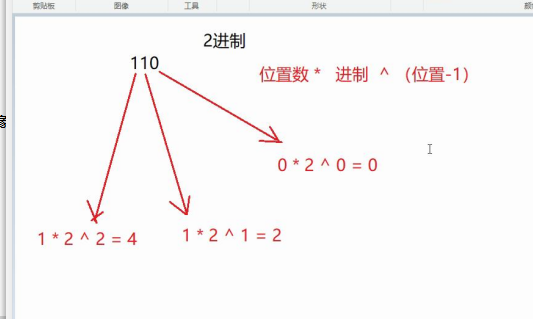 剪贴板 图像 工具 形状
2进制
110
位置数 * 进制 ^ (位置-1)
0 * 2 ^ 0 = 0
1 * 2 ^ 2 = 4 1 * 2 ^ 1 = 2